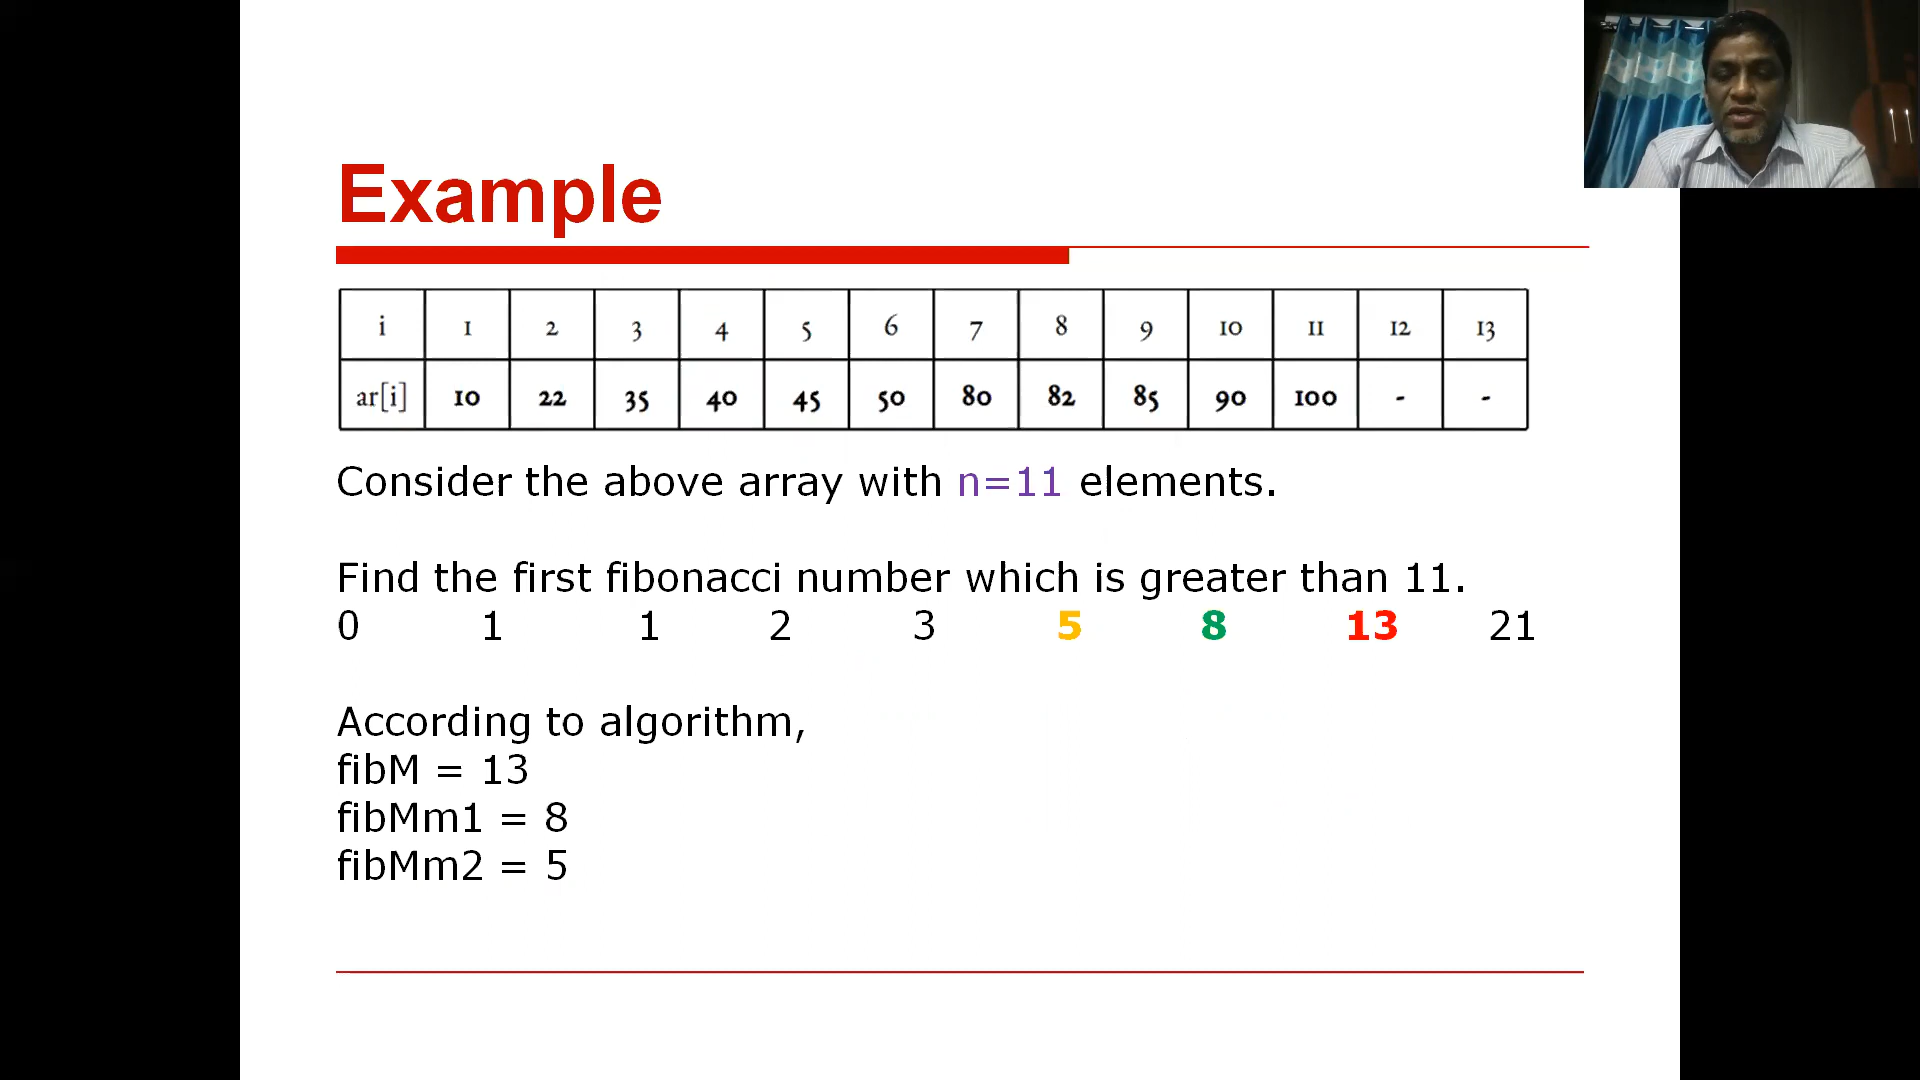 Example
i 1 2 3 4 5 6 7 8 9 10 11 12 13
ar[i] 10 22 35 40 45 50 80 82 85 90 100 - -
Consider the above array with n=11 elements.
Find the first fibonacci number which is greater than 11.
0 1 1 2 3 5 8 13 21
According to algorithm,
fibM = 13
fibMm1 = 8
fibMm2 = 5